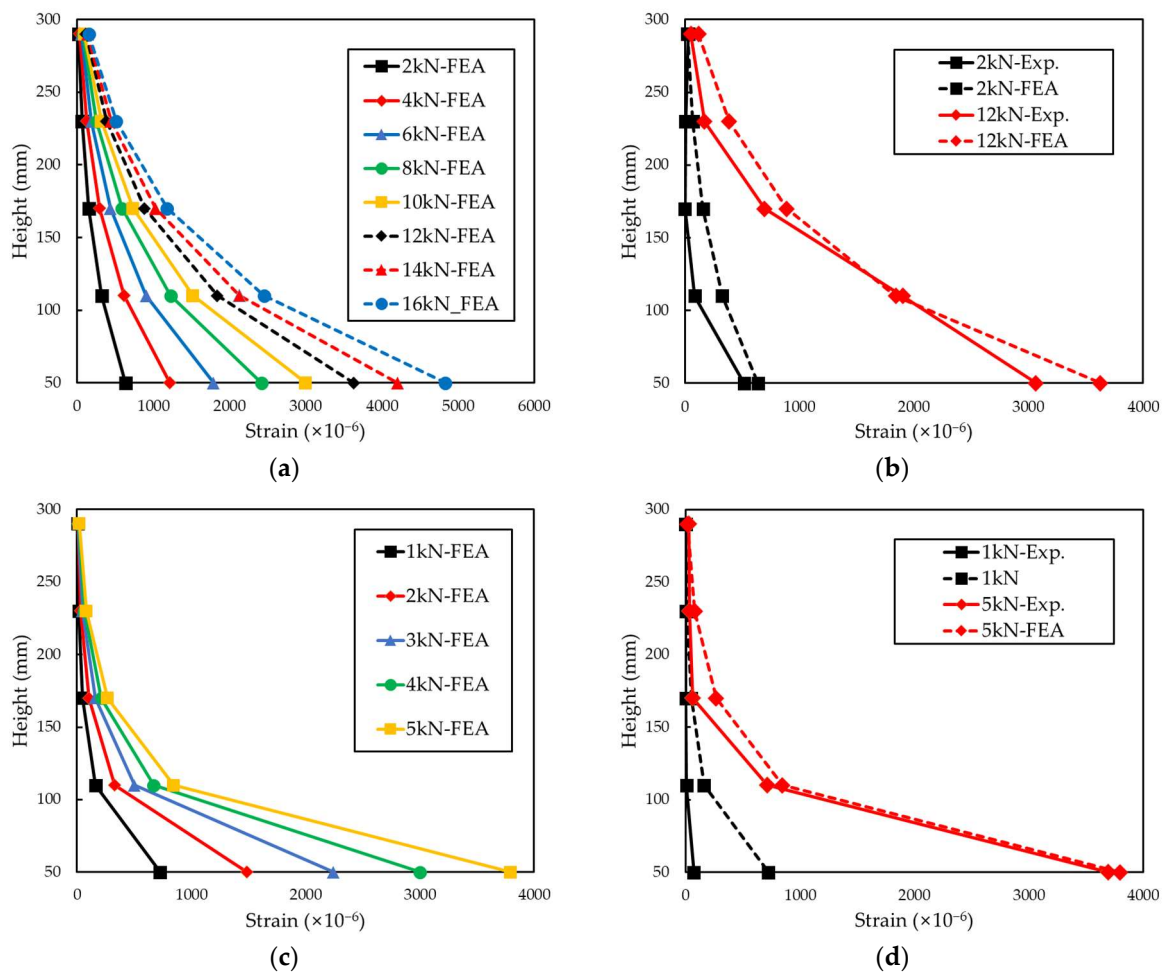 300
250
200
150
100
50
Height (mm)
0
1000
2000
3000
4000
5000
6000
Strain (×10⁻⁶)
2kN-FEA
4kN-FEA
6kN-FEA
8kN-FEA
10kN-FEA
12kN-FEA
14kN-FEA
16kN_FEA
(a)
300
250
200
150
100
50
Height (mm)
0
1000
2000
3000
4000
Strain (×10⁻⁶)
2kN-Exp.
2kN-FEA
12kN-Exp.
12kN-FEA
(b)
300
250
200
150
100
50
Height (mm)
0
1000
2000
3000
4000
Strain (×10⁻⁶)
1kN-FEA
2kN-FEA
3kN-FEA
4kN-FEA
5kN-FEA
(c)
300
250
200
150
100
50
Height (mm)
0
1000
2000
3000
4000
Strain (×10⁻⁶)
1kN-Exp.
1kN
5kN-Exp.
5kN-FEA
(d)